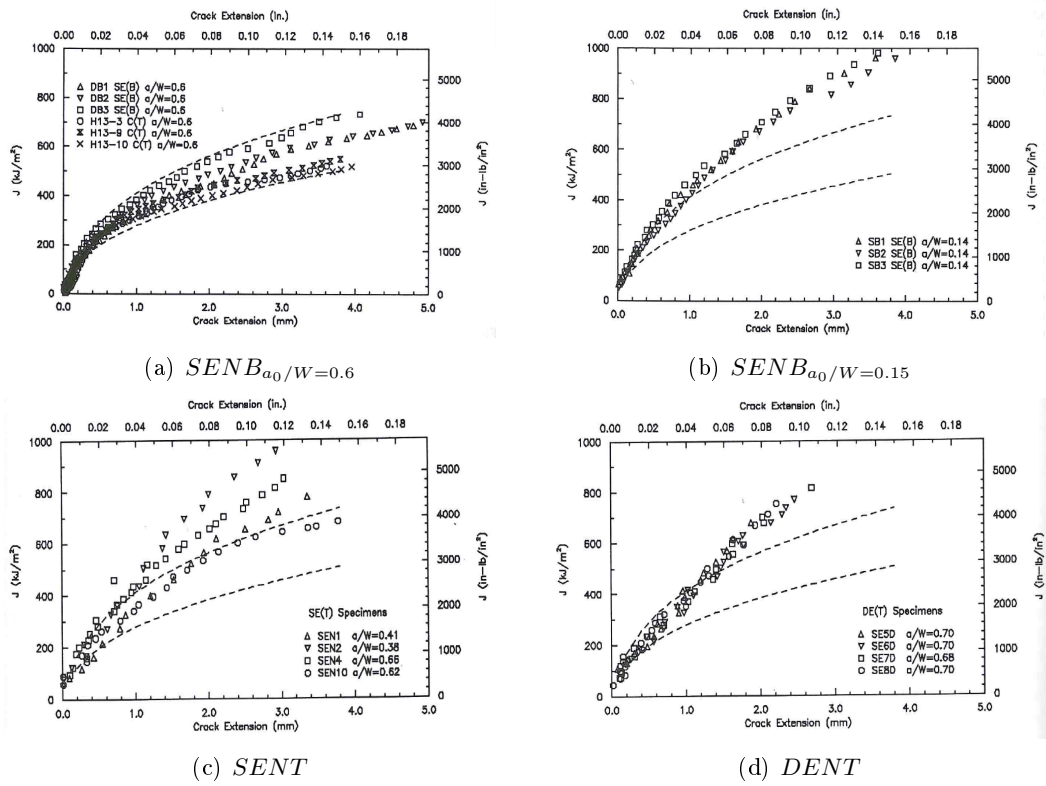 Crack Extension (in.)
0.00 0.02 0.04 0.06 0.08 0.10 0.12 0.14 0.16 0.18
1000
800
600
400
200
0
J (kJ/m²)
5000
4000
3000
2000
1000
0
J (in-lb/in²)
△ DB1 SE(B) a/W=0.6
▽ DB2 SE(B) a/W=0.6
□ DB3 SE(B) a/W=0.6
○ H13-3 C(T) a/W=0.6
H13-9 C(T) a/W=0.6
× H13-10 C(T) a/W=0.6
0.0 1.0 2.0 3.0 4.0 5.0
Crack Extension (mm)
(a) SENB a₀/W=0.6
Crack Extension (in.)
0.00 0.02 0.04 0.06 0.08 0.10 0.12 0.14 0.16 0.18
1000
800
600
400
200
0
J (kJ/m²)
5000
4000
3000
2000
1000
0
J (in-lb/in²)
△ SB1 SE(B) a/W=0.14
▽ SB2 SE(B) a/W=0.14
□ SB3 SE(B) a/W=0.14
0.0 1.0 2.0 3.0 4.0 5.0
Crack Extension (mm)
(b) SENB a₀/W=0.15
Crack Extension (in.)
0.00 0.02 0.04 0.06 0.08 0.10 0.12 0.14 0.16 0.18
1000
800
600
400
200
0
J (kJ/m²)
5000
4000
3000
2000
1000
0
J (in-lb/in²)
SE(T) Specimens
△ SEN1 a/W=0.41
▽ SEN2 a/W=0.38
□ SEN4 a/W=0.65
○ SEN10 a/W=0.62
0.0 1.0 2.0 3.0 4.0 5.0
Crack Extension (mm)
(c) SENT
Crack Extension (in.)
0.00 0.02 0.04 0.06 0.08 0.10 0.12 0.14 0.16 0.18
1000
800
600
400
200
0
J (kJ/m²)
5000
4000
3000
2000
1000
0
J (in-lb/in²)
DE(T) Specimens
△ SE5D a/W=0.70
▽ SE6D a/W=0.70
□ SE7D a/W=0.68
○ SE8D a/W=0.70
0.0 1.0 2.0 3.0 4.0 5.0
Crack Extension (mm)
(d) DENT